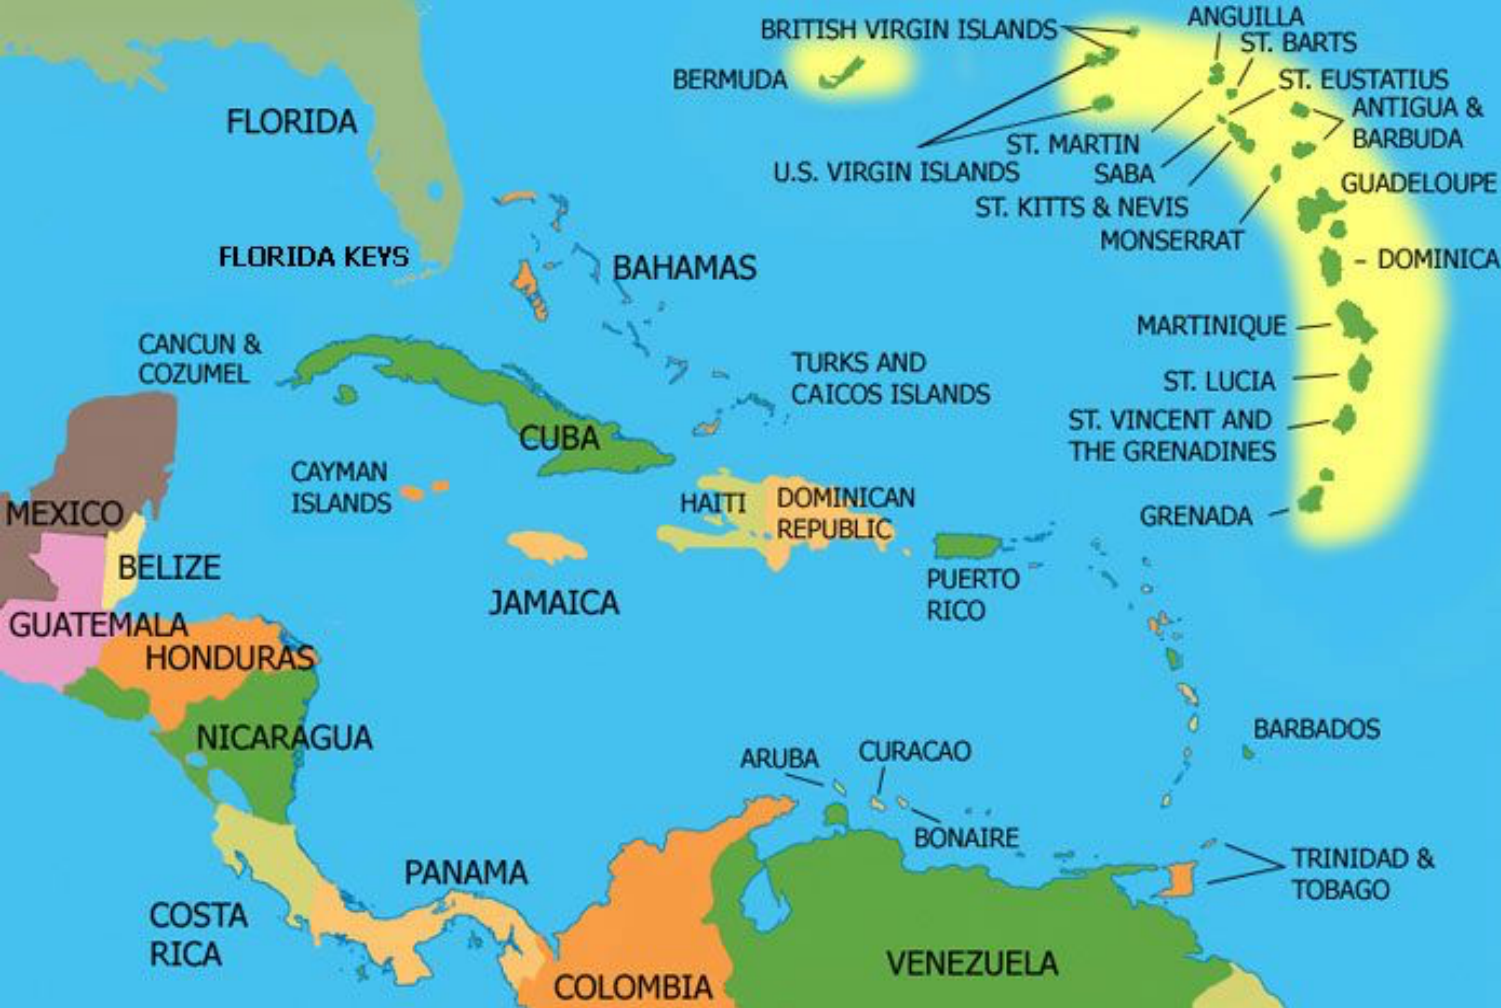 BRITISH VIRGIN ISLANDS
ANGUILLA
ST. BARTS
BERMUDA
ST. EUSTATIUS
ANTIGUA &
BARBUDA
FLORIDA
ST. MARTIN
U.S. VIRGIN ISLANDS
SABA
GUADELOUPE
ST. KITTS & NEVIS
MONSERRAT
FLORIDA KEYS
BAHAMAS
DOMINICA
MARTINIQUE
CANCUN &
COZUMEL
TURKS AND
CAICOS ISLANDS
ST. LUCIA
ST. VINCENT AND
THE GRENADINES
CUBA
CAYMAN
ISLANDS
HAITI
DOMINICAN
REPUBLIC
GRENADA
MEXICO
BELIZE
JAMAICA
PUERTO
RICO
GUATEMALA
HONDURAS
NICARAGUA
BARBADOS
ARUBA
CURACAO
BONAIRE
PANAMA
TRINIDAD &
TOBAGO
COSTA
RICA
VENEZUELA
COLOMBIA